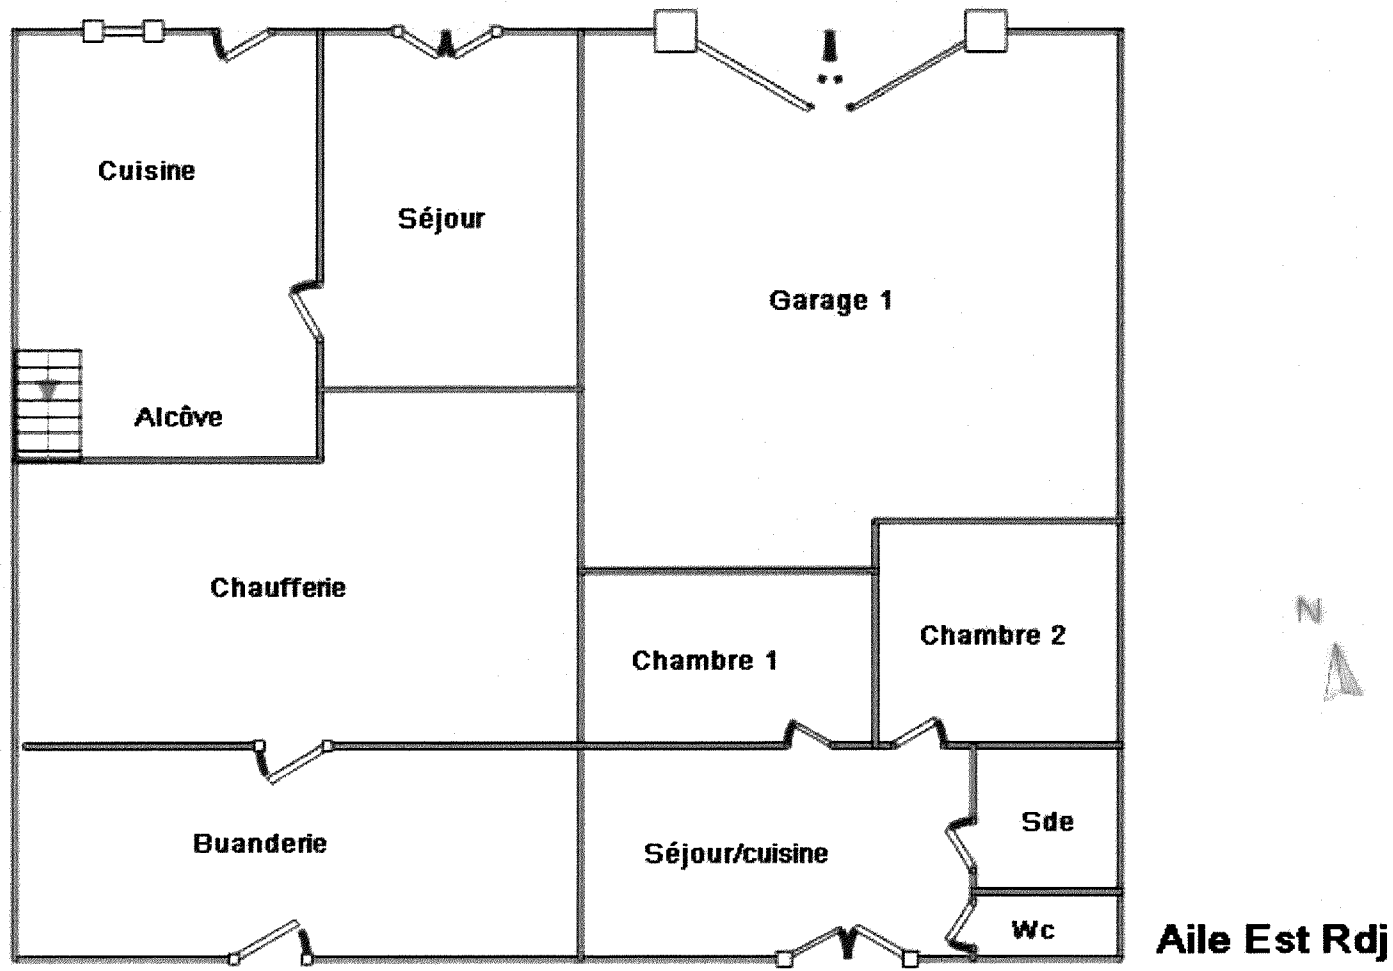 Cuisine
Séjour
Garage 1
Alcôve
Chaufferie
Chambre 1
Chambre 2
N
Buanderie
Séjour/cuisine
Sde
Wc
Aile Est Rdj